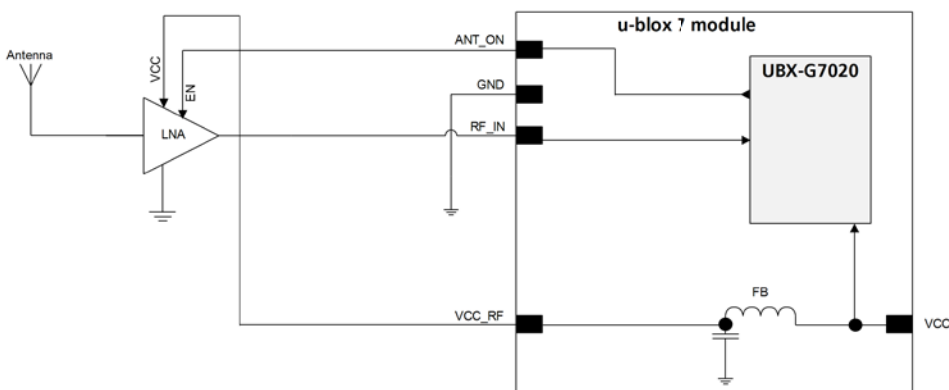 u-blox 7 module
ANT_ON
UBX-G7020
Antenna
VCC
EN
GND
LNA
RF_IN
FB
VCC_RF
VCC